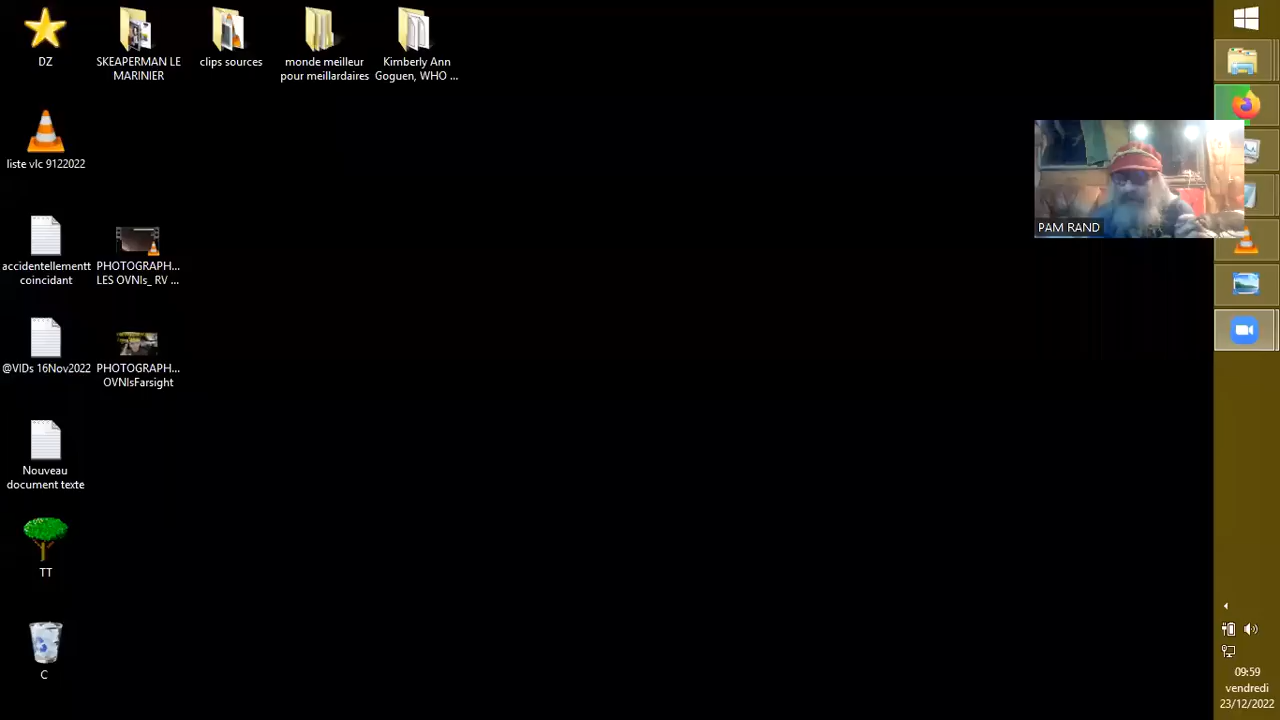 DZ
SKEAPERMAN LE
MARINIER
clips sources
monde meilleur
pour meillardaires
Kimberly Ann
Goguen, WHO ...
liste vlc 9122022
accidentellementt
coincidant
PHOTOGRAPH...
LES OVNIs_ RV ...
@VIDs 16Nov2022
PHOTOGRAPH...
OVNIsFarsight
Nouveau
document texte
TT
C
PAM RAND
09:59
vendredi
23/12/2022